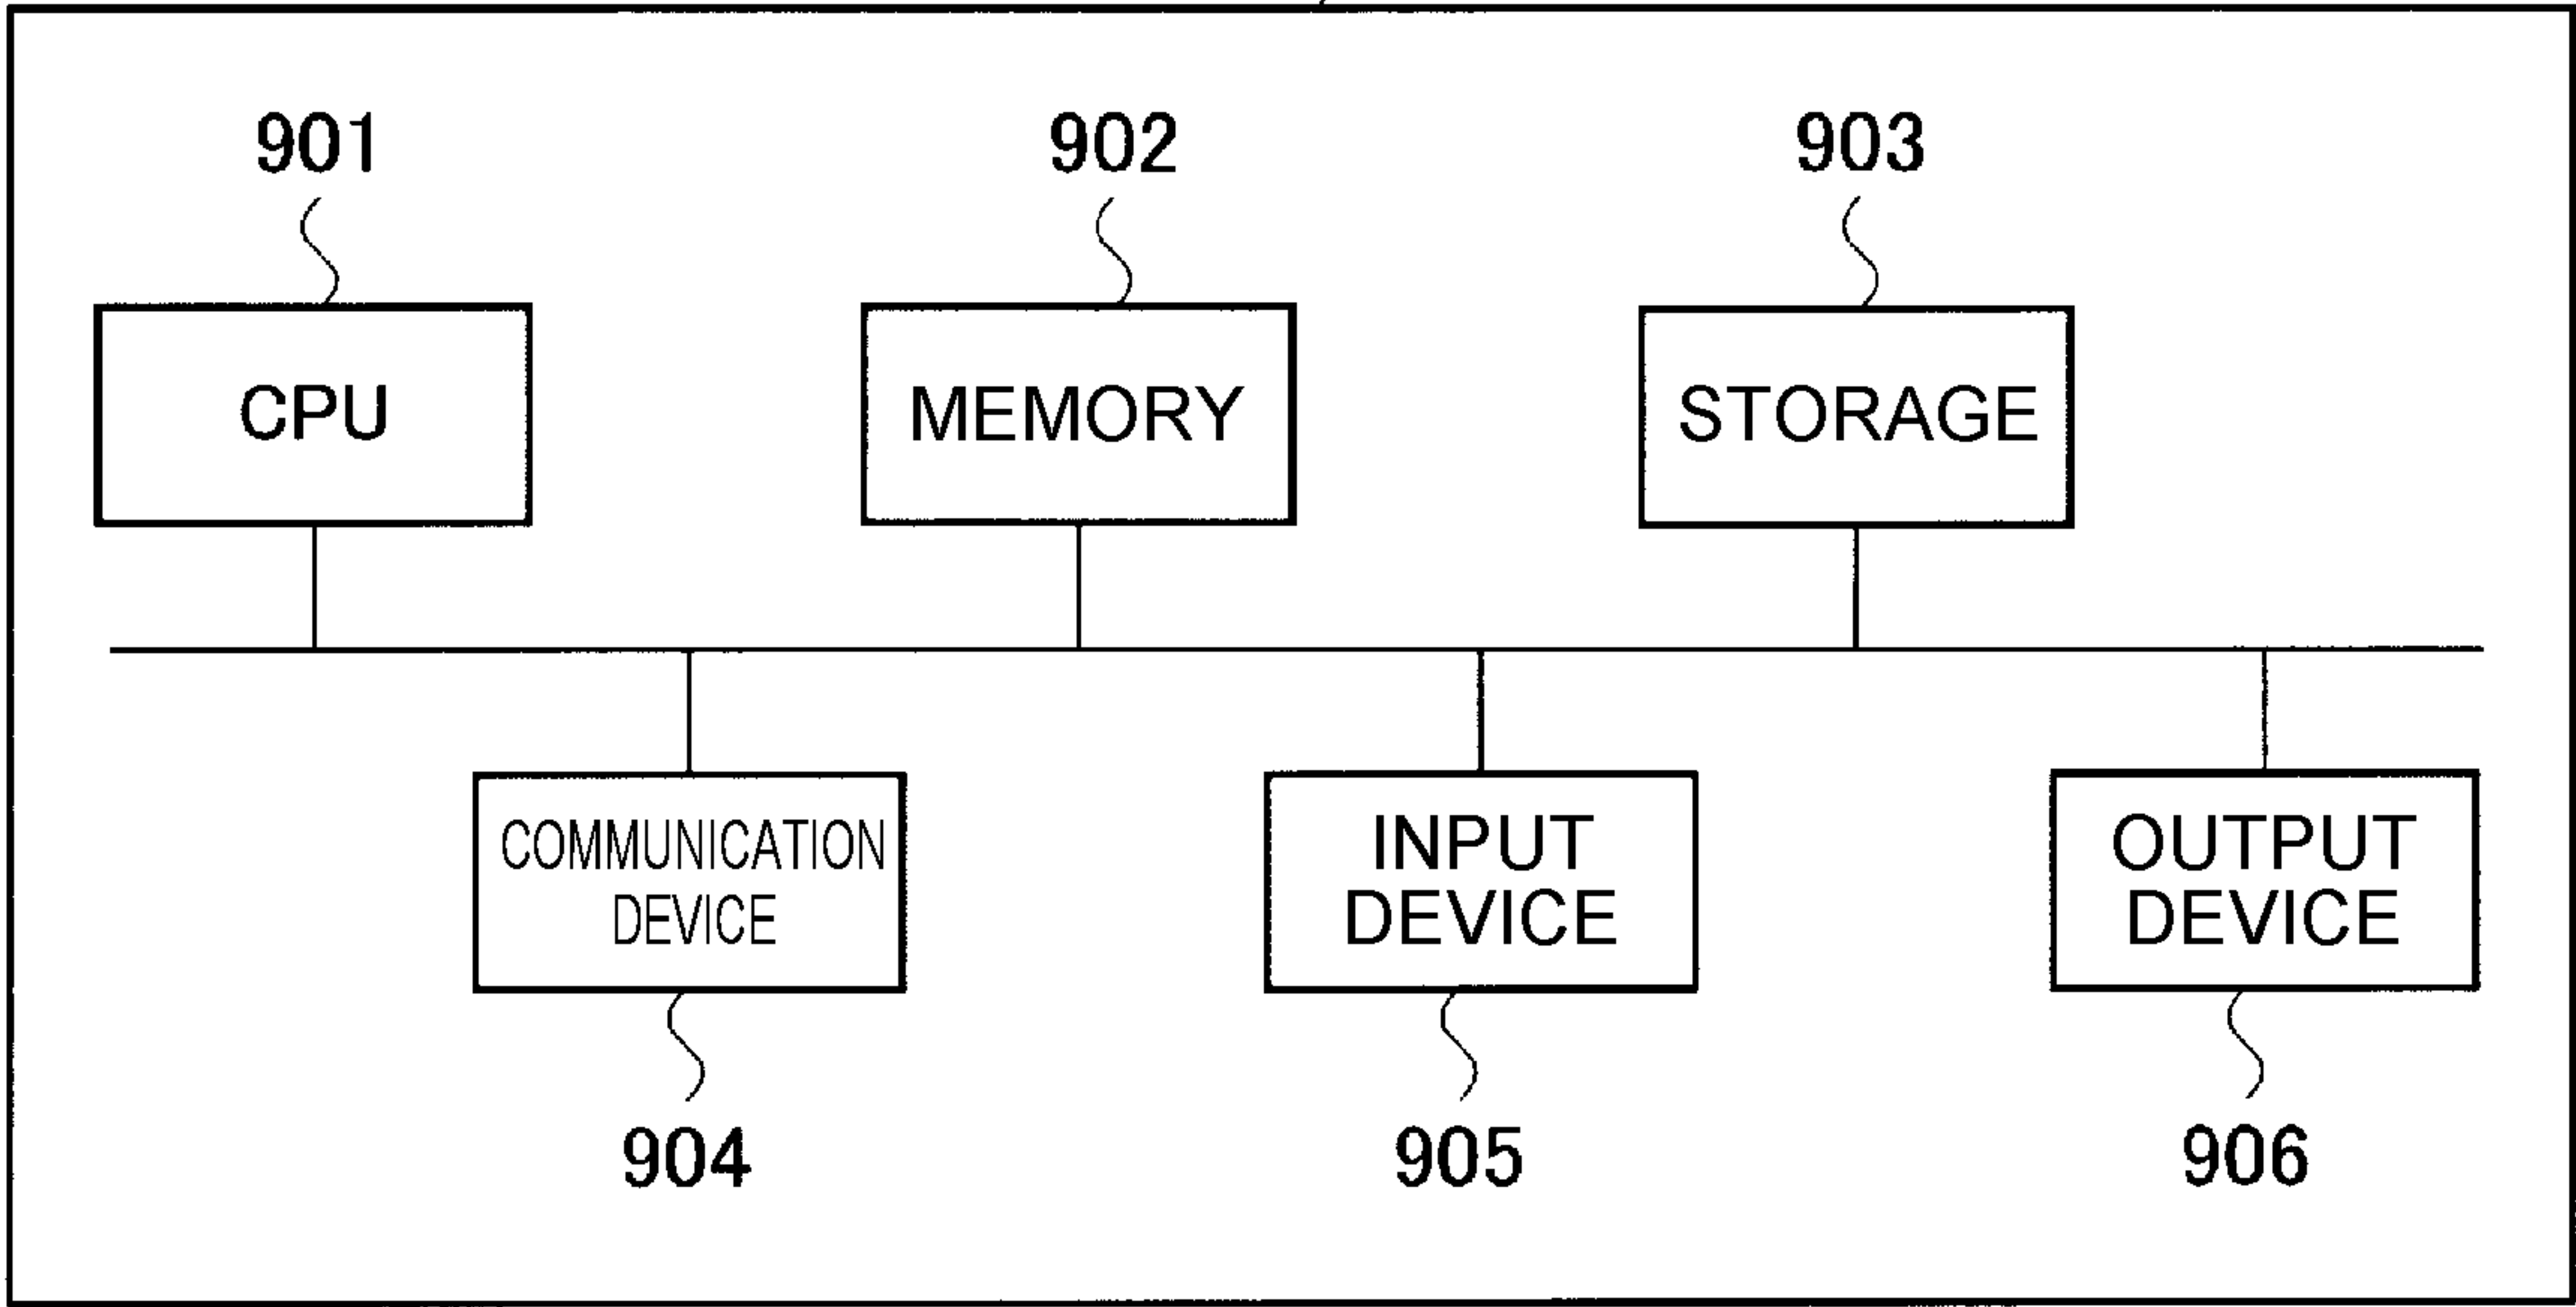 901
902
903
CPU
MEMORY
STORAGE
COMMUNICATION
DEVICE
INPUT
DEVICE
OUTPUT
DEVICE
904
905
906